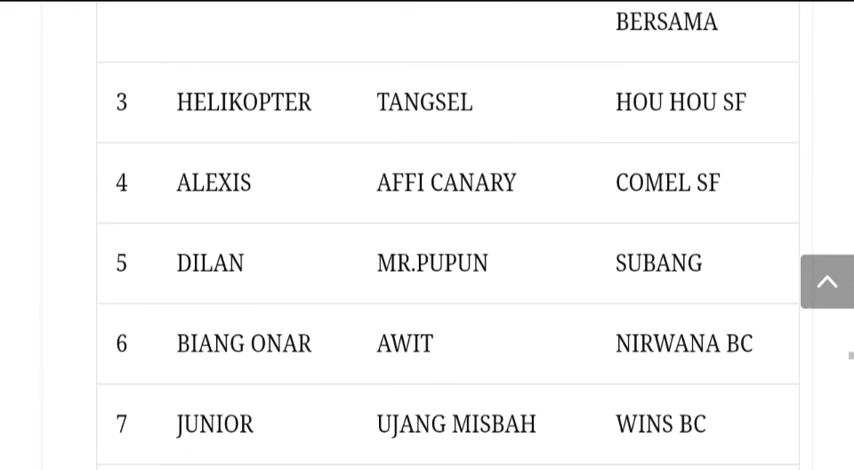 BERSAMA
3 HELIKOPTER TANGSEL HOU HOU SF
4 ALEXIS AFFI CANARY COMEL SF
5 DILAN MR.PUPUN SUBANG
6 BIANG ONAR AWIT NIRWANA BC
7 JUNIOR UJANG MISBAH WINS BC